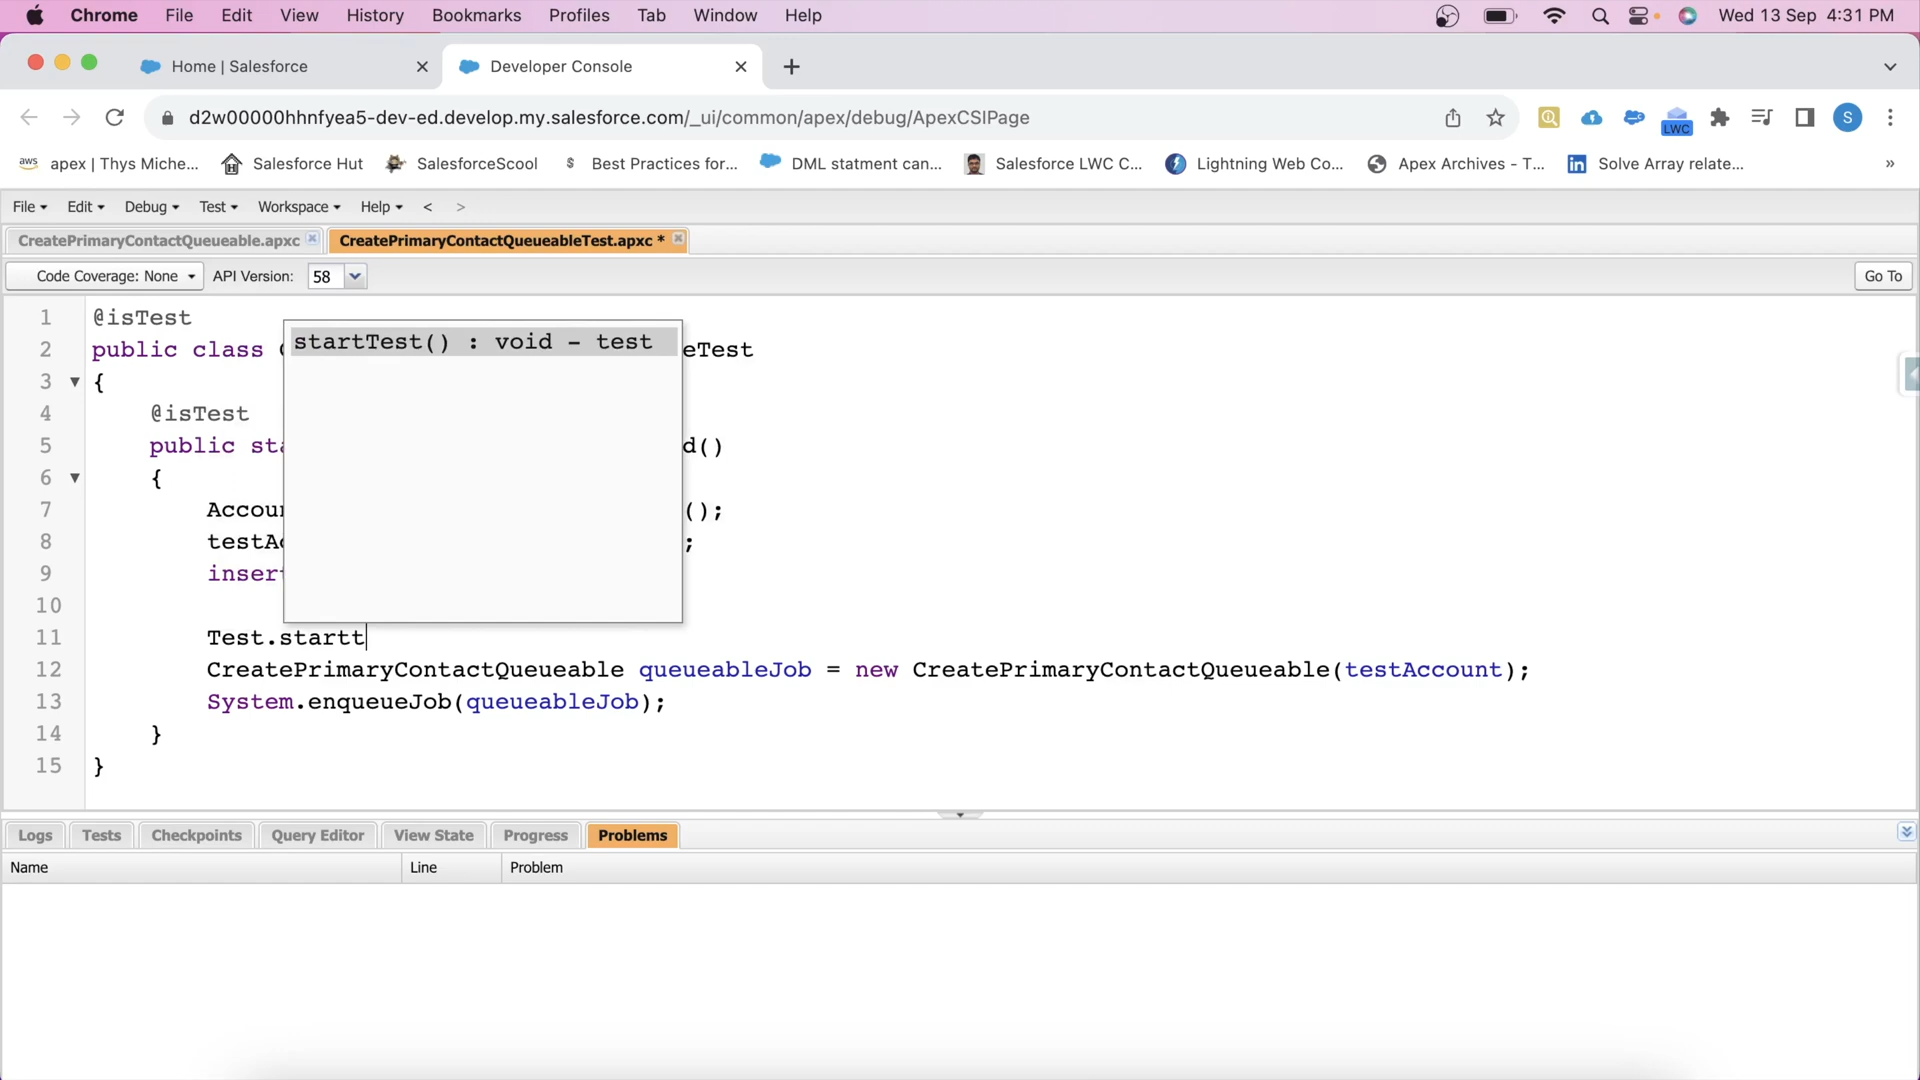 Chrome File Edit View History Bookmarks Profiles Tab Window Help Wed 13 Sep 4:31 PM
Home | Salesforce Developer Console
d2w00000hhnfyea5-dev-ed.develop.my.salesforce.com/_ui/common/apex/debug/ApexCSIPage S
LWC
aws apex | Thys Miche... Salesforce Hut SalesforceScool Best Practices for... DML statment can... Salesforce LWC C... Lightning Web Co... Apex Archives - T... Solve Array relate... »
File Edit Debug Test Workspace Help < >
CreatePrimaryContactQueueable.apxc CreatePrimaryContactQueueableTest.apxc *
Code Coverage: None API Version: 58 Go To
1 @isTest
startTest() : void - test
2 public class C eTest
3 {
4 @isTest
5 public sta d()
6 {
7 Accoun ();
8 testAc ;
9 insert
10
11 Test.startt
12 CreatePrimaryContactQueueable queueableJob = new CreatePrimaryContactQueueable(testAccount);
13 System.enqueueJob(queueableJob);
14 }
15 }
Logs Tests Checkpoints Query Editor View State Progress Problems
Name Line Problem